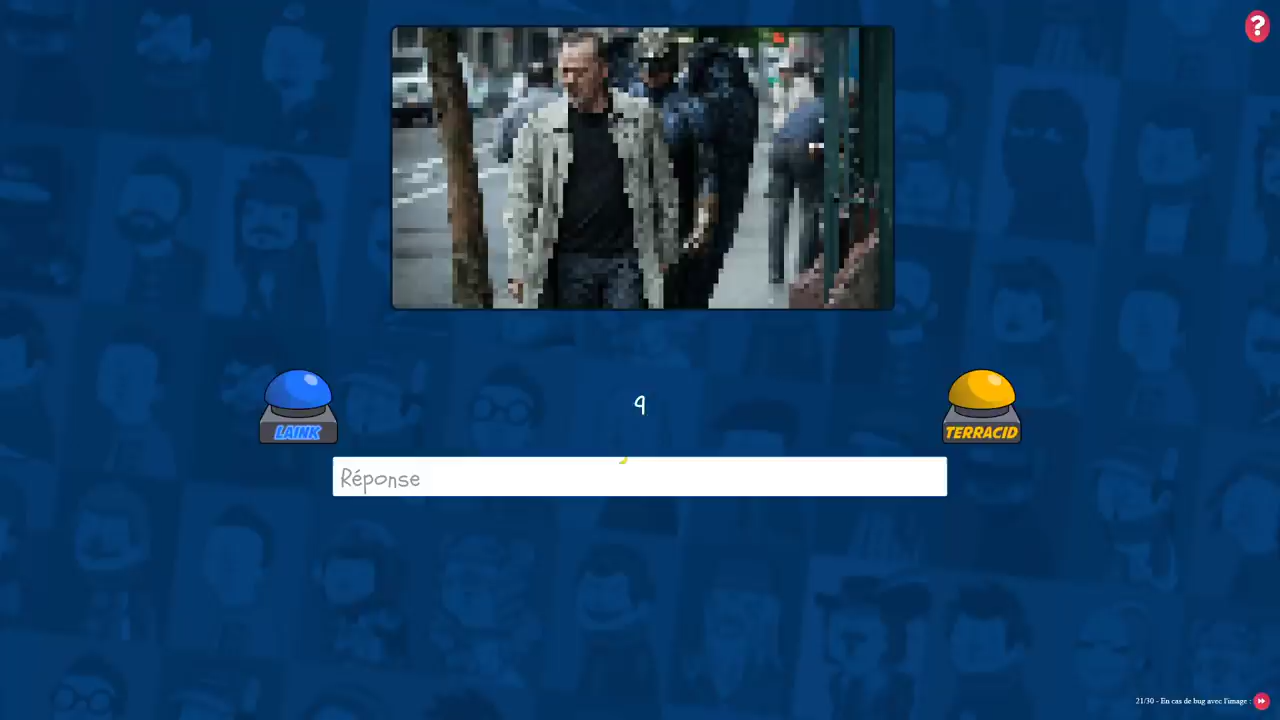 ?
9
LAINK
TERRACID
Réponse
21/30 - En cas de bug avec l'image :